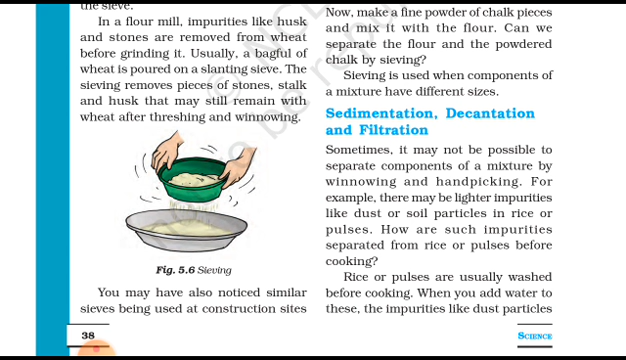 the sieve.
In a flour mill, impurities like husk
and stones are removed from wheat
before grinding it. Usually, a bagful of
wheat is poured on a slanting sieve. The
sieving removes pieces of stones, stalk
and husk that may still remain with
wheat after threshing and winnowing.
Fig. 5.6 Sieving
You may have also noticed similar
sieves being used at construction sites
Now, make a fine powder of chalk pieces
and mix it with the flour. Can we
separate the flour and the powdered
chalk by sieving?
Sieving is used when components of
a mixture have different sizes.
Sedimentation, Decantation
and Filtration
Sometimes, it may not be possible to
separate components of a mixture by
winnowing and handpicking. For
example, there may be lighter impurities
like dust or soil particles in rice or
pulses. How are such impurities
separated from rice or pulses before
cooking?
Rice or pulses are usually washed
before cooking. When you add water to
these, the impurities like dust particles
38
SCIENCE